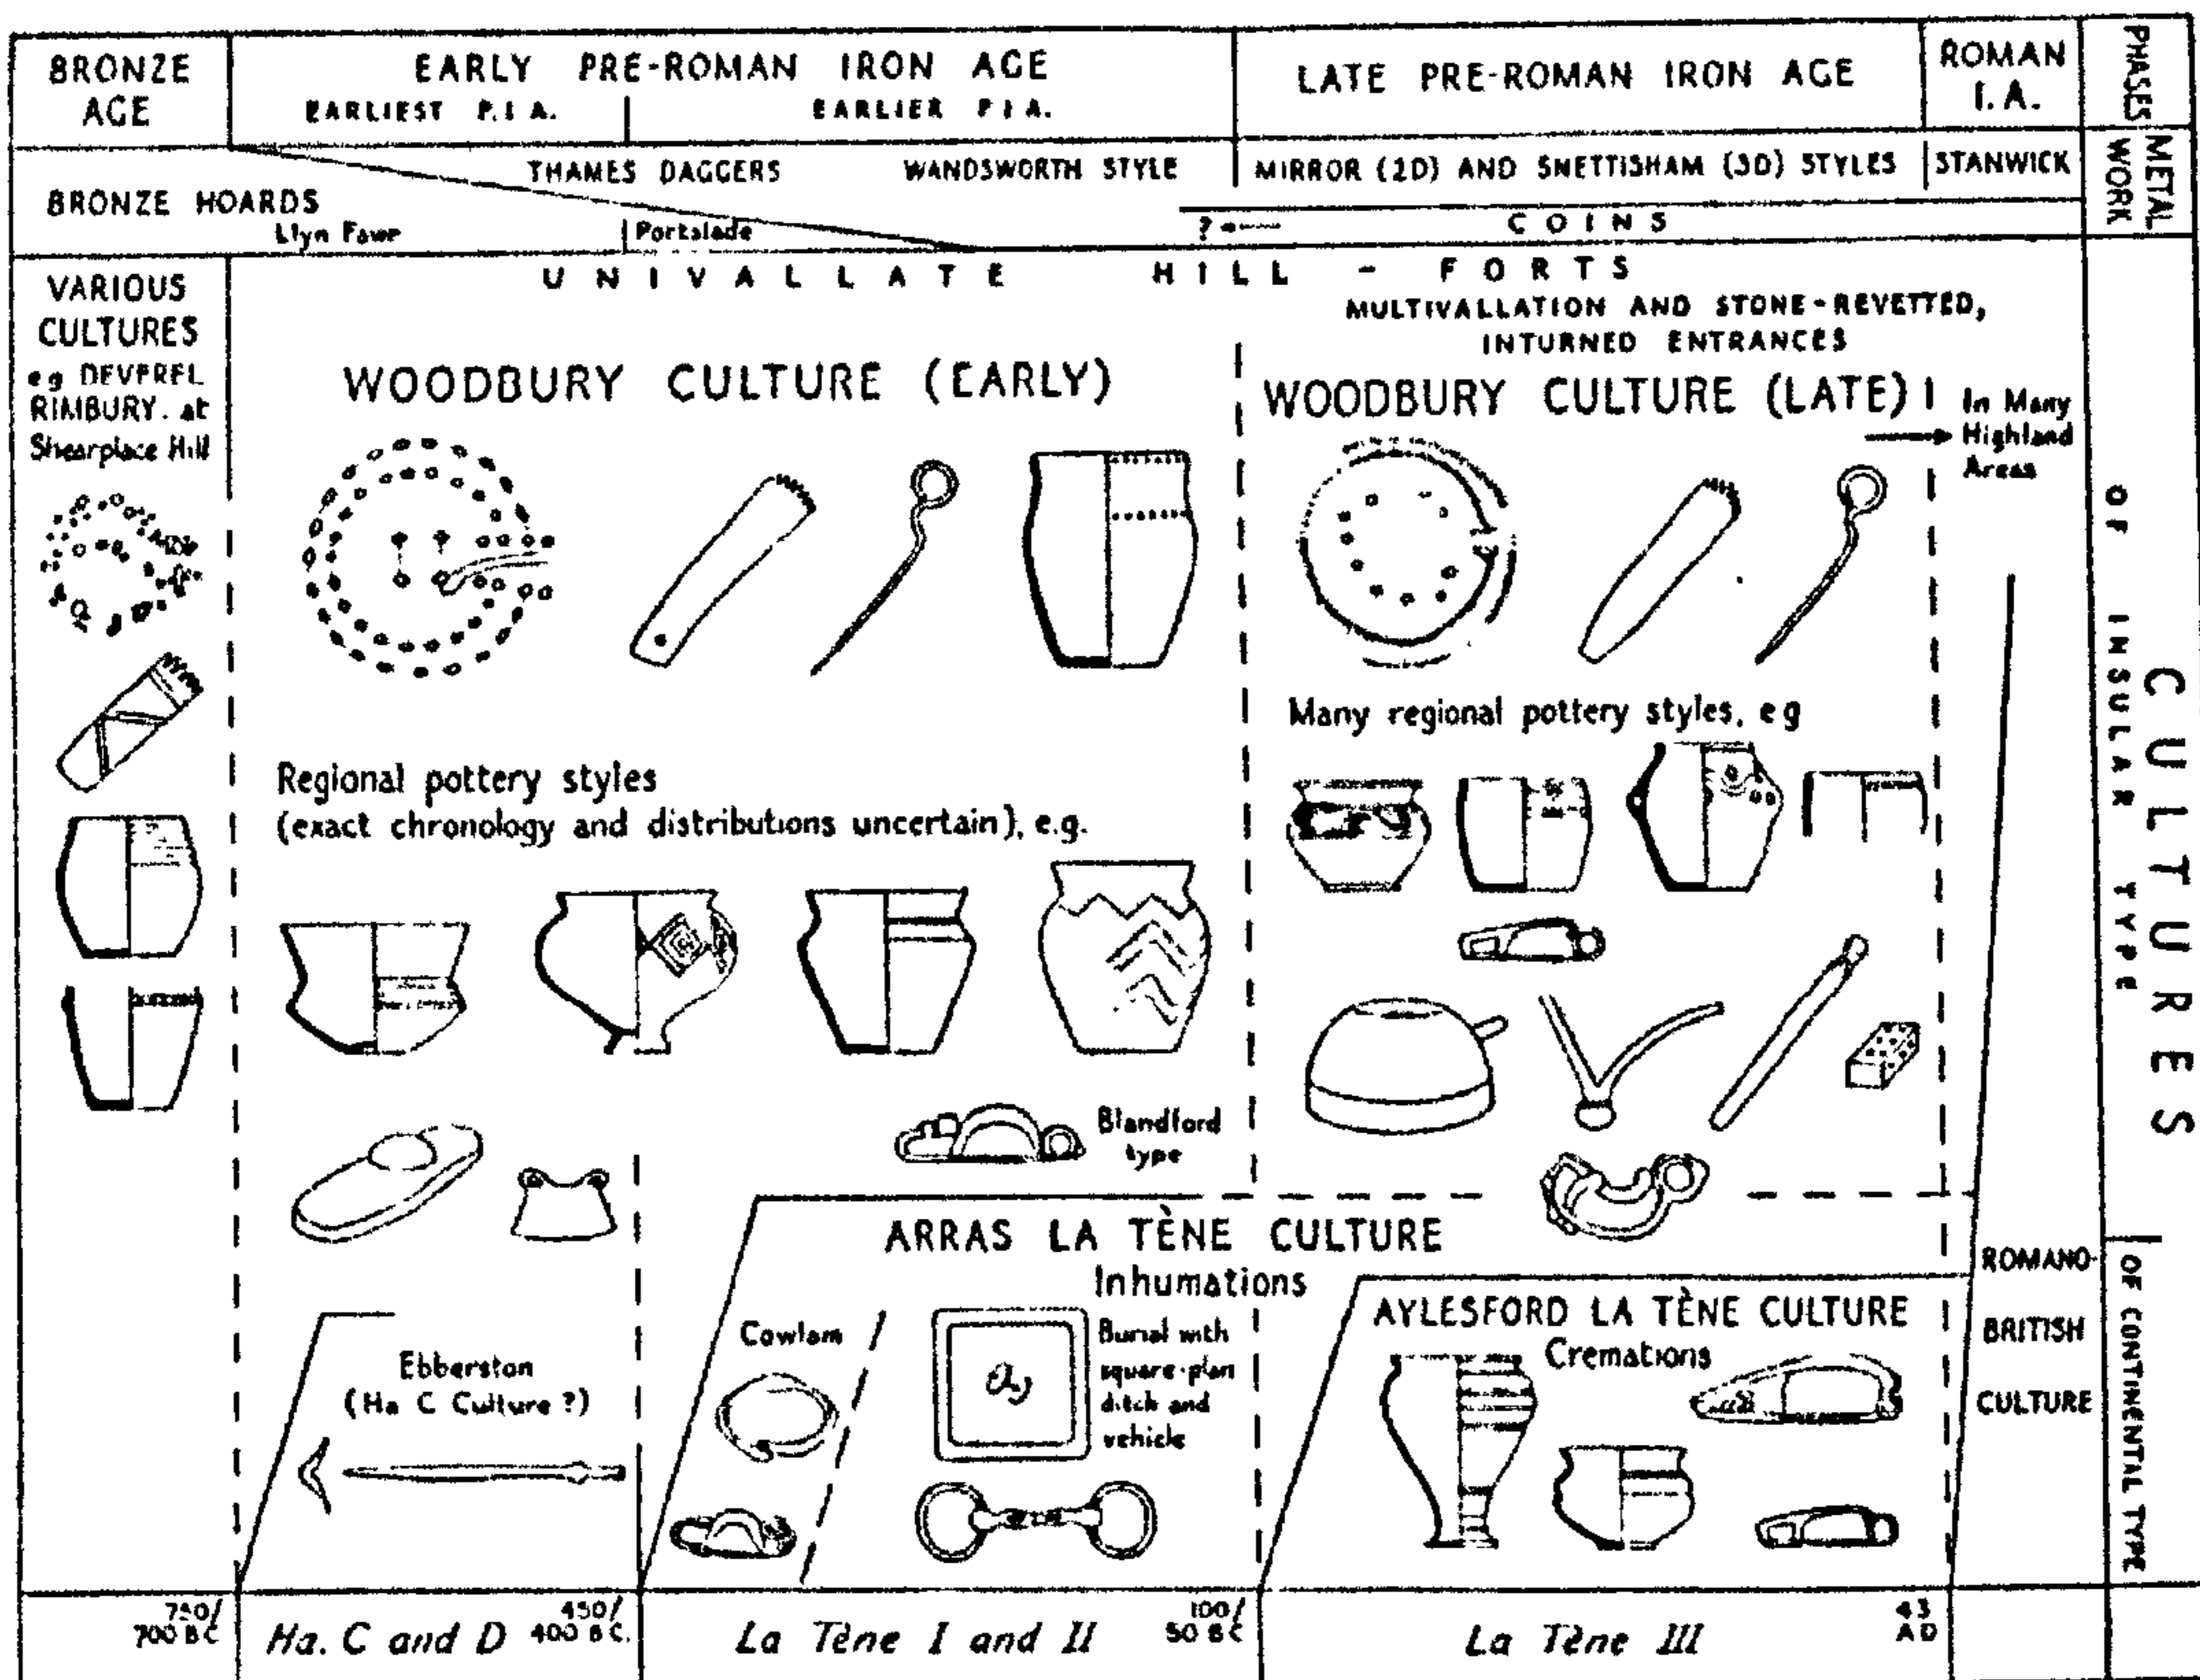 BRONZE AGE
EARLY PRE-ROMAN IRON AGE
EARLIEST P.I.A.
EARLIER P.I.A.
LATE PRE-ROMAN IRON AGE
ROMAN I.A.
PHASES
THAMES DAGGERS
WANDSWORTH STYLE
MIRROR (2D) AND SNETTISHAM (3D) STYLES
STANWICK
METAL WORK
BRONZE HOARDS
Llyn Fawr
Portslade
?
COINS
UNIVALLATE HILL-FORTS
MULTIVALLATION AND STONE-REVETTED,
INTURNED ENTRANCES
VARIOUS
CULTURES
eg DEVEREL
RIMBURY. at
Shearplace Hill
WOODBURY CULTURE (EARLY)
WOODBURY CULTURE (LATE)
In Many
Highland
Areas
Regional pottery styles
(exact chronology and distributions uncertain), e.g.
Many regional pottery styles, eg
Blandford
type
ARRAS LA TÈNE CULTURE
Inhumations
Cowlam
Burial with
square-plan
ditch and
vehicle
Ebberston
(Ha C Culture?)
AYLESFORD LA TÈNE CULTURE
Cremations
ROMANO-
BRITISH
CULTURE
CULTURES
OF INSULAR TYPE
OF CONTINENTAL TYPE
750/
700 BC
Ha. C and D
450/
400 BC.
La Tène I and II
100/
50 BC
La Tène III
43
AD